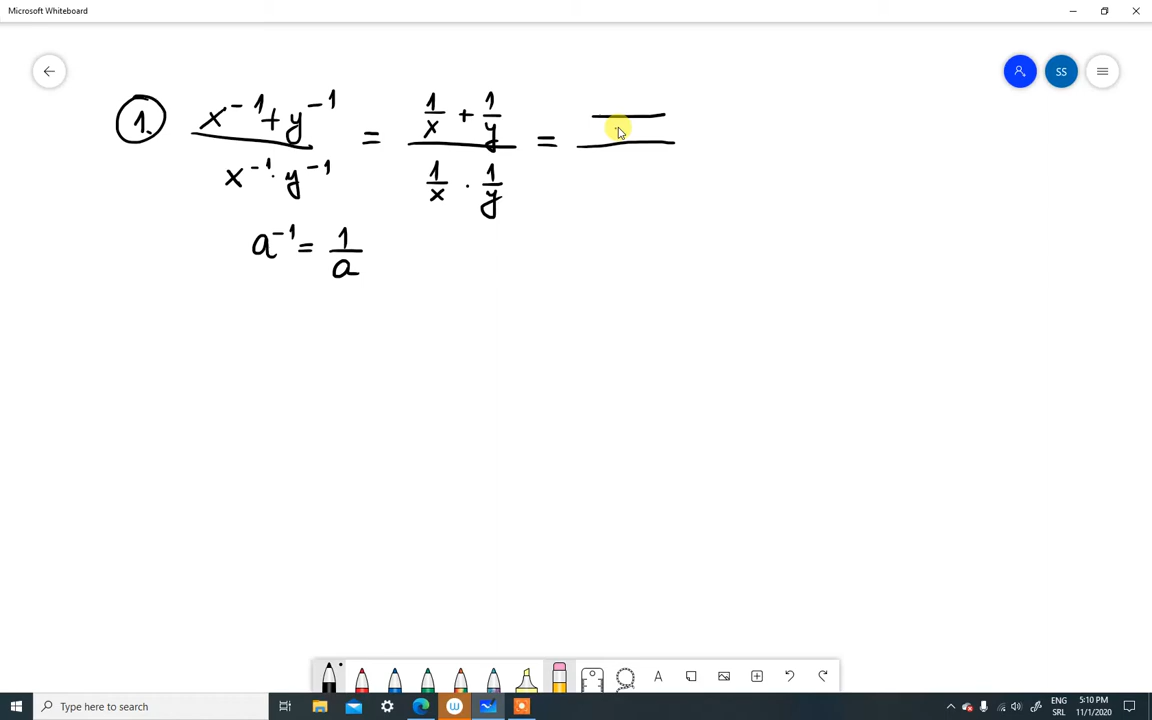 Microsoft Whiteboard
SS
1. (x⁻¹ + y⁻¹)/(x⁻¹ · y⁻¹) = (1/x + 1/y)/(1/x · 1/y) =
a⁻¹ = 1/a
A
Type here to search
W
ENG
SRL
5:10 PM
11/1/2020